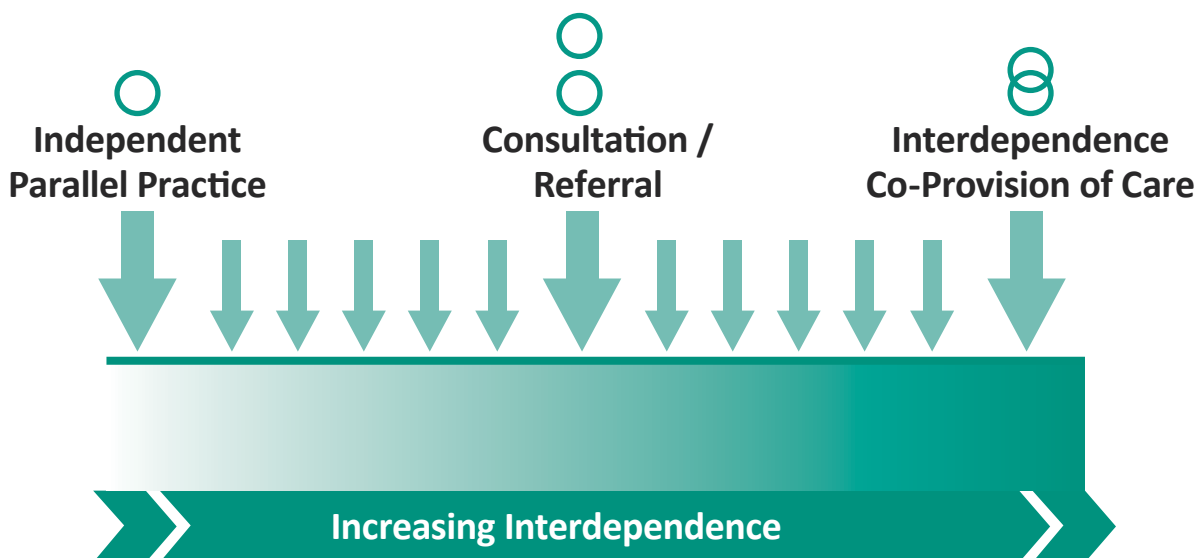 Independent
Parallel Practice
Consultation /
Referral
Interdependence
Co-Provision of Care
Increasing Interdependence